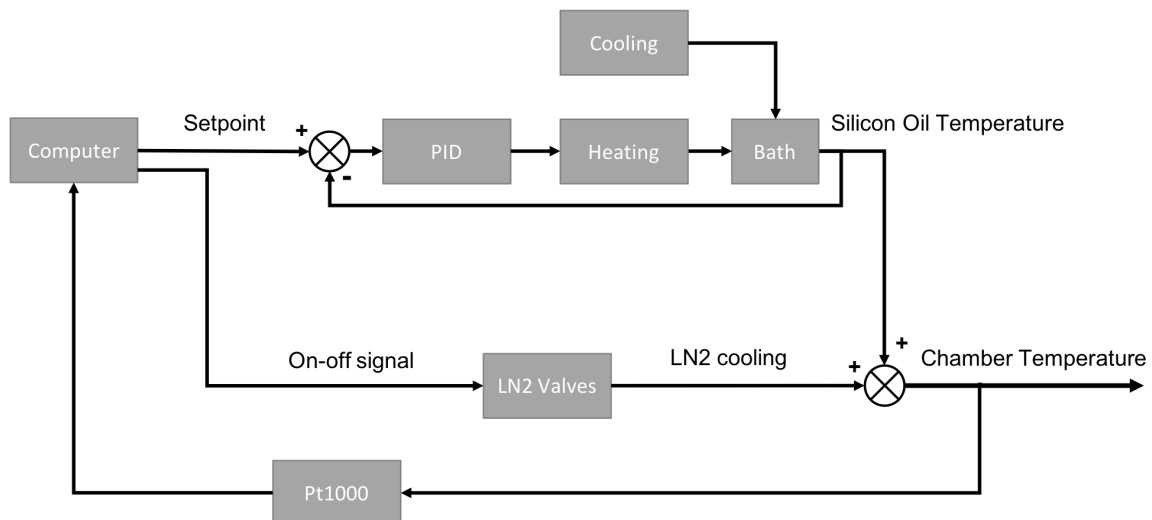 Cooling
Setpoint
+
Silicon Oil Temperature
Computer
PID
Heating
Bath
-
+
On-off signal
LN2 cooling
+
Chamber Temperature
LN2 Valves
Pt1000